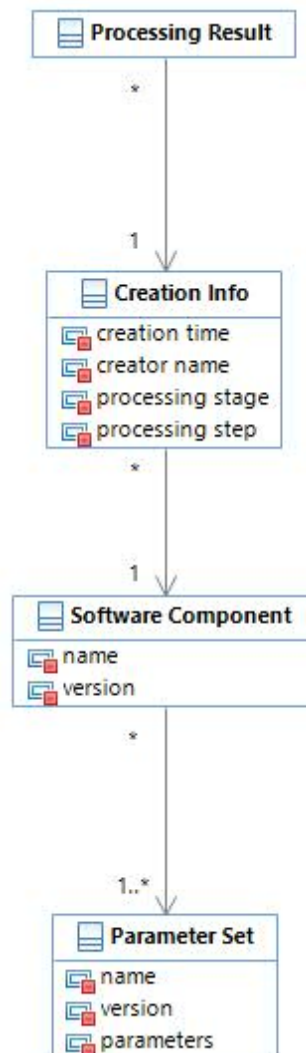 Processing Result
*
1
Creation Info
creation time
creator name
processing stage
processing step
*
1
Software Component
name
version
*
1..*
Parameter Set
name
version
parameters